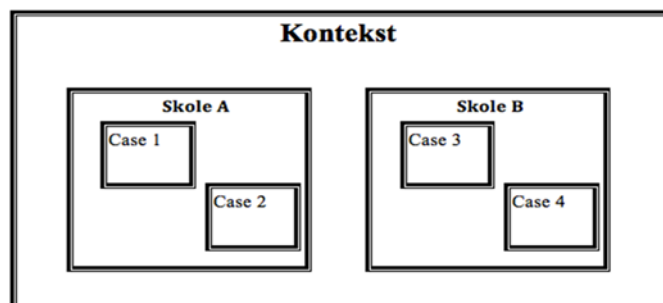 Kontekst
Skole A
Skole B
Case 1
Case 3
Case 2
Case 4